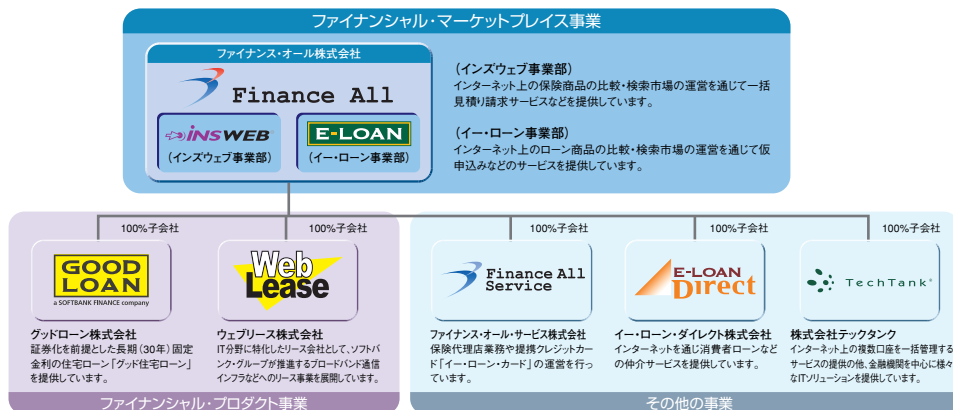 ファイナンシャル・マーケットプレイス事業
ファイナンス・オール株式会社
Finance All
iNSWEB
（インズウェブ事業部）
E-LOAN
（イー・ローン事業部）
（インズウェブ事業部）
インターネット上の保険商品の比較・検索市場の運営を通じて一括
見積り請求サービスなどを提供しています。
（イー・ローン事業部）
インターネット上のローン商品の比較・検索市場の運営を通じて仮
申込みなどのサービスを提供しています。
100%子会社
GOOD
LOAN
a SOFTBANK FINANCE company
グッドローン株式会社
証券化を前提とした長期（30年）固定
金利の住宅ローン「グッド住宅ローン」
を提供しています。
100%子会社
Web
Lease
ウェブリース株式会社
IT分野に特化したリース会社として、ソフトバ
ンク・グループが推進するブロードバンド通信
インフラなどへのリース事業を展開しています。
ファイナンシャル・プロダクト事業
100%子会社
Finance All
Service
ファイナンス・オール・サービス株式会社
保険代理店業務や提携クレジットカー
ド「イー・ローン・カード」の運営を行っ
ています。
100%子会社
E-LOAN
Direct
イー・ローン・ダイレクト株式会社
インターネットを通じ消費者ローンなど
の仲介サービスを提供しています。
100%子会社
TechTank
株式会社テックタンク
インターネット上の複数口座を一括管理する
サービスの提供の他、金融機関を中心に様々
なITソリューションを提供しています。
その他の事業